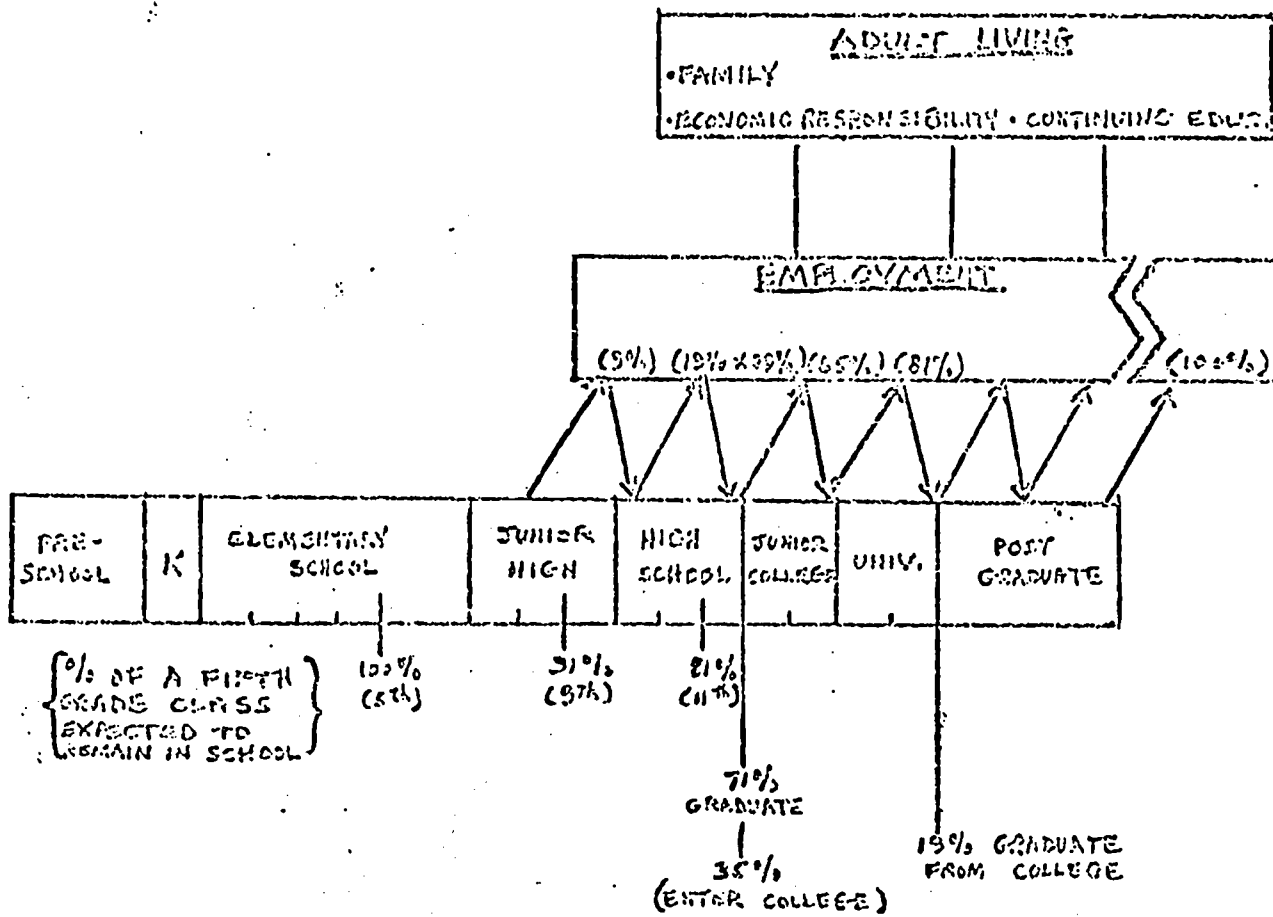 ADULT LIVING
•FAMILY
•ECONOMIC RESPONSIBILITY • CONTINUING EDUC.
EMPLOYMENT
(9%) (19%) (65%) (81%) (100%)
PRE-
SCHOOL
K
ELEMENTARY
SCHOOL
JUNIOR
HIGH
HIGH
SCHOOL
JUNIOR
COLLEGE
UNIV.
POST
GRADUATE
% OF A FIFTH
GRADE CLASS
EXPECTED TO
REMAIN IN SCHOOL
100%
(5th)
91%
(9th)
81%
(11th)
71%
GRADUATE
35%
(ENTER COLLEGE)
19% GRADUATE
FROM COLLEGE